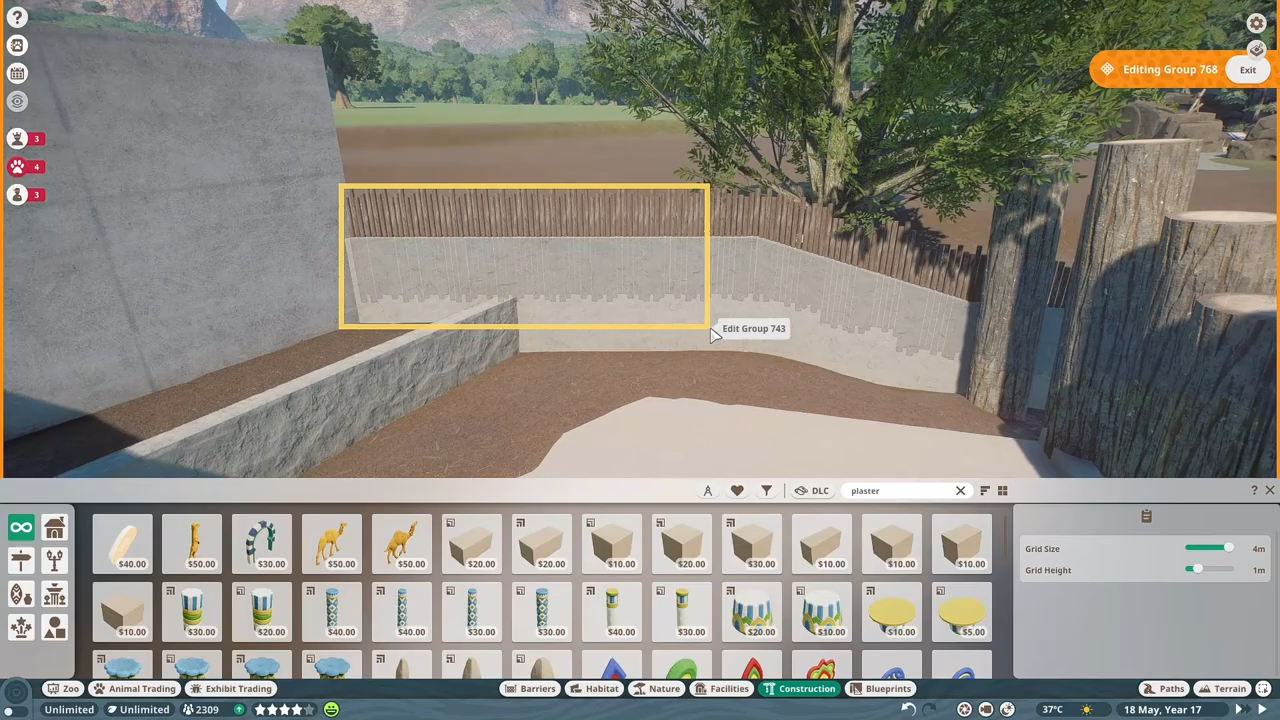 ?
Editing Group 768
Exit
3
4
3
Edit Group 743
DLC
plaster
?
$40.00
$50.00
$30.00
$50.00
$50.00
$20.00
$20.00
$10.00
$20.00
$30.00
$10.00
$10.00
$10.00
$10.00
$30.00
$20.00
$40.00
$40.00
$30.00
$40.00
$30.00
$20.00
$10.00
$10.00
$5.00
Grid Size
4m
Grid Height
1m
Zoo
Animal Trading
Exhibit Trading
Barriers
Habitat
Nature
Facilities
Construction
Blueprints
Paths
Terrain
Unlimited
Unlimited
2309
37°C
18 May, Year 17